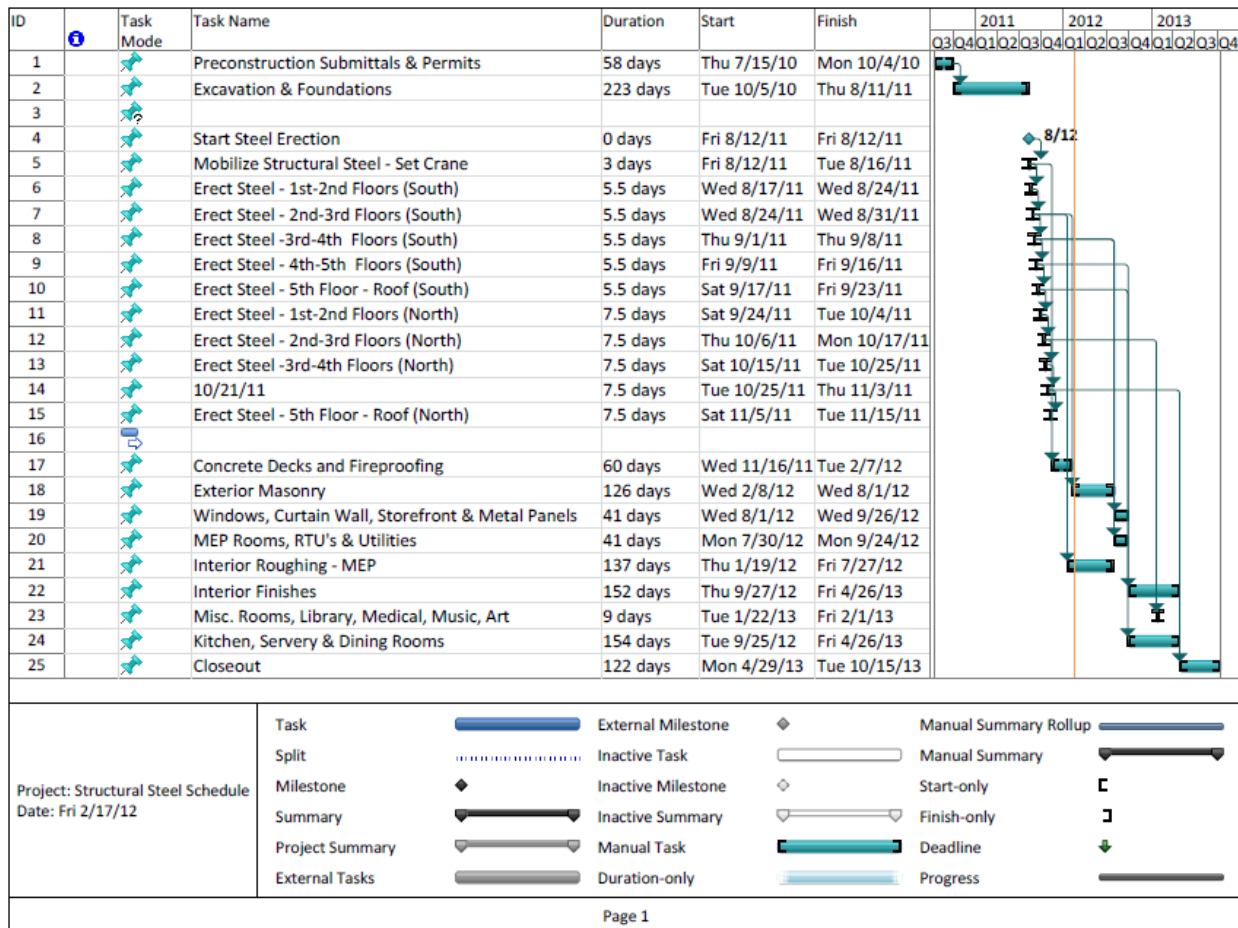 ID Task Mode Task Name Duration Start Finish 2011 2012 2013
Q3 Q4 Q1 Q2 Q3 Q4 Q1 Q2 Q3 Q4 Q1 Q2 Q3 Q4
1 Preconstruction Submittals & Permits 58 days Thu 7/15/10 Mon 10/4/10
2 Excavation & Foundations 223 days Tue 10/5/10 Thu 8/11/11
3 ?
4 Start Steel Erection 0 days Fri 8/12/11 Fri 8/12/11 8/12
5 Mobilize Structural Steel - Set Crane 3 days Fri 8/12/11 Tue 8/16/11
6 Erect Steel - 1st-2nd Floors (South) 5.5 days Wed 8/17/11 Wed 8/24/11
7 Erect Steel - 2nd-3rd Floors (South) 5.5 days Wed 8/24/11 Wed 8/31/11
8 Erect Steel -3rd-4th  Floors (South) 5.5 days Thu 9/1/11 Thu 9/8/11
9 Erect Steel - 4th-5th  Floors (South) 5.5 days Fri 9/9/11 Fri 9/16/11
10 Erect Steel - 5th Floor - Roof (South) 5.5 days Sat 9/17/11 Fri 9/23/11
11 Erect Steel - 1st-2nd Floors (North) 7.5 days Sat 9/24/11 Tue 10/4/11
12 Erect Steel - 2nd-3rd Floors (North) 7.5 days Thu 10/6/11 Mon 10/17/11
13 Erect Steel -3rd-4th Floors (North) 7.5 days Sat 10/15/11 Tue 10/25/11
14 10/21/11 7.5 days Tue 10/25/11 Thu 11/3/11
15 Erect Steel - 5th Floor - Roof (North) 7.5 days Sat 11/5/11 Tue 11/15/11
16
17 Concrete Decks and Fireproofing 60 days Wed 11/16/11 Tue 2/7/12
18 Exterior Masonry 126 days Wed 2/8/12 Wed 8/1/12
19 Windows, Curtain Wall, Storefront & Metal Panels 41 days Wed 8/1/12 Wed 9/26/12
20 MEP Rooms, RTU's & Utilities 41 days Mon 7/30/12 Mon 9/24/12
21 Interior Roughing - MEP 137 days Thu 1/19/12 Fri 7/27/12
22 Interior Finishes 152 days Thu 9/27/12 Fri 4/26/13
23 Misc. Rooms, Library, Medical, Music, Art 9 days Tue 1/22/13 Fri 2/1/13
24 Kitchen, Servery & Dining Rooms 154 days Tue 9/25/12 Fri 4/26/13
25 Closeout 122 days Mon 4/29/13 Tue 10/15/13
Project: Structural Steel Schedule
Date: Fri 2/17/12
Task
Split
Milestone
Summary
Project Summary
External Tasks
External Milestone
Inactive Task
Inactive Milestone
Inactive Summary
Manual Task
Duration-only
Manual Summary Rollup
Manual Summary
Start-only
Finish-only
Deadline
Progress
Page 1